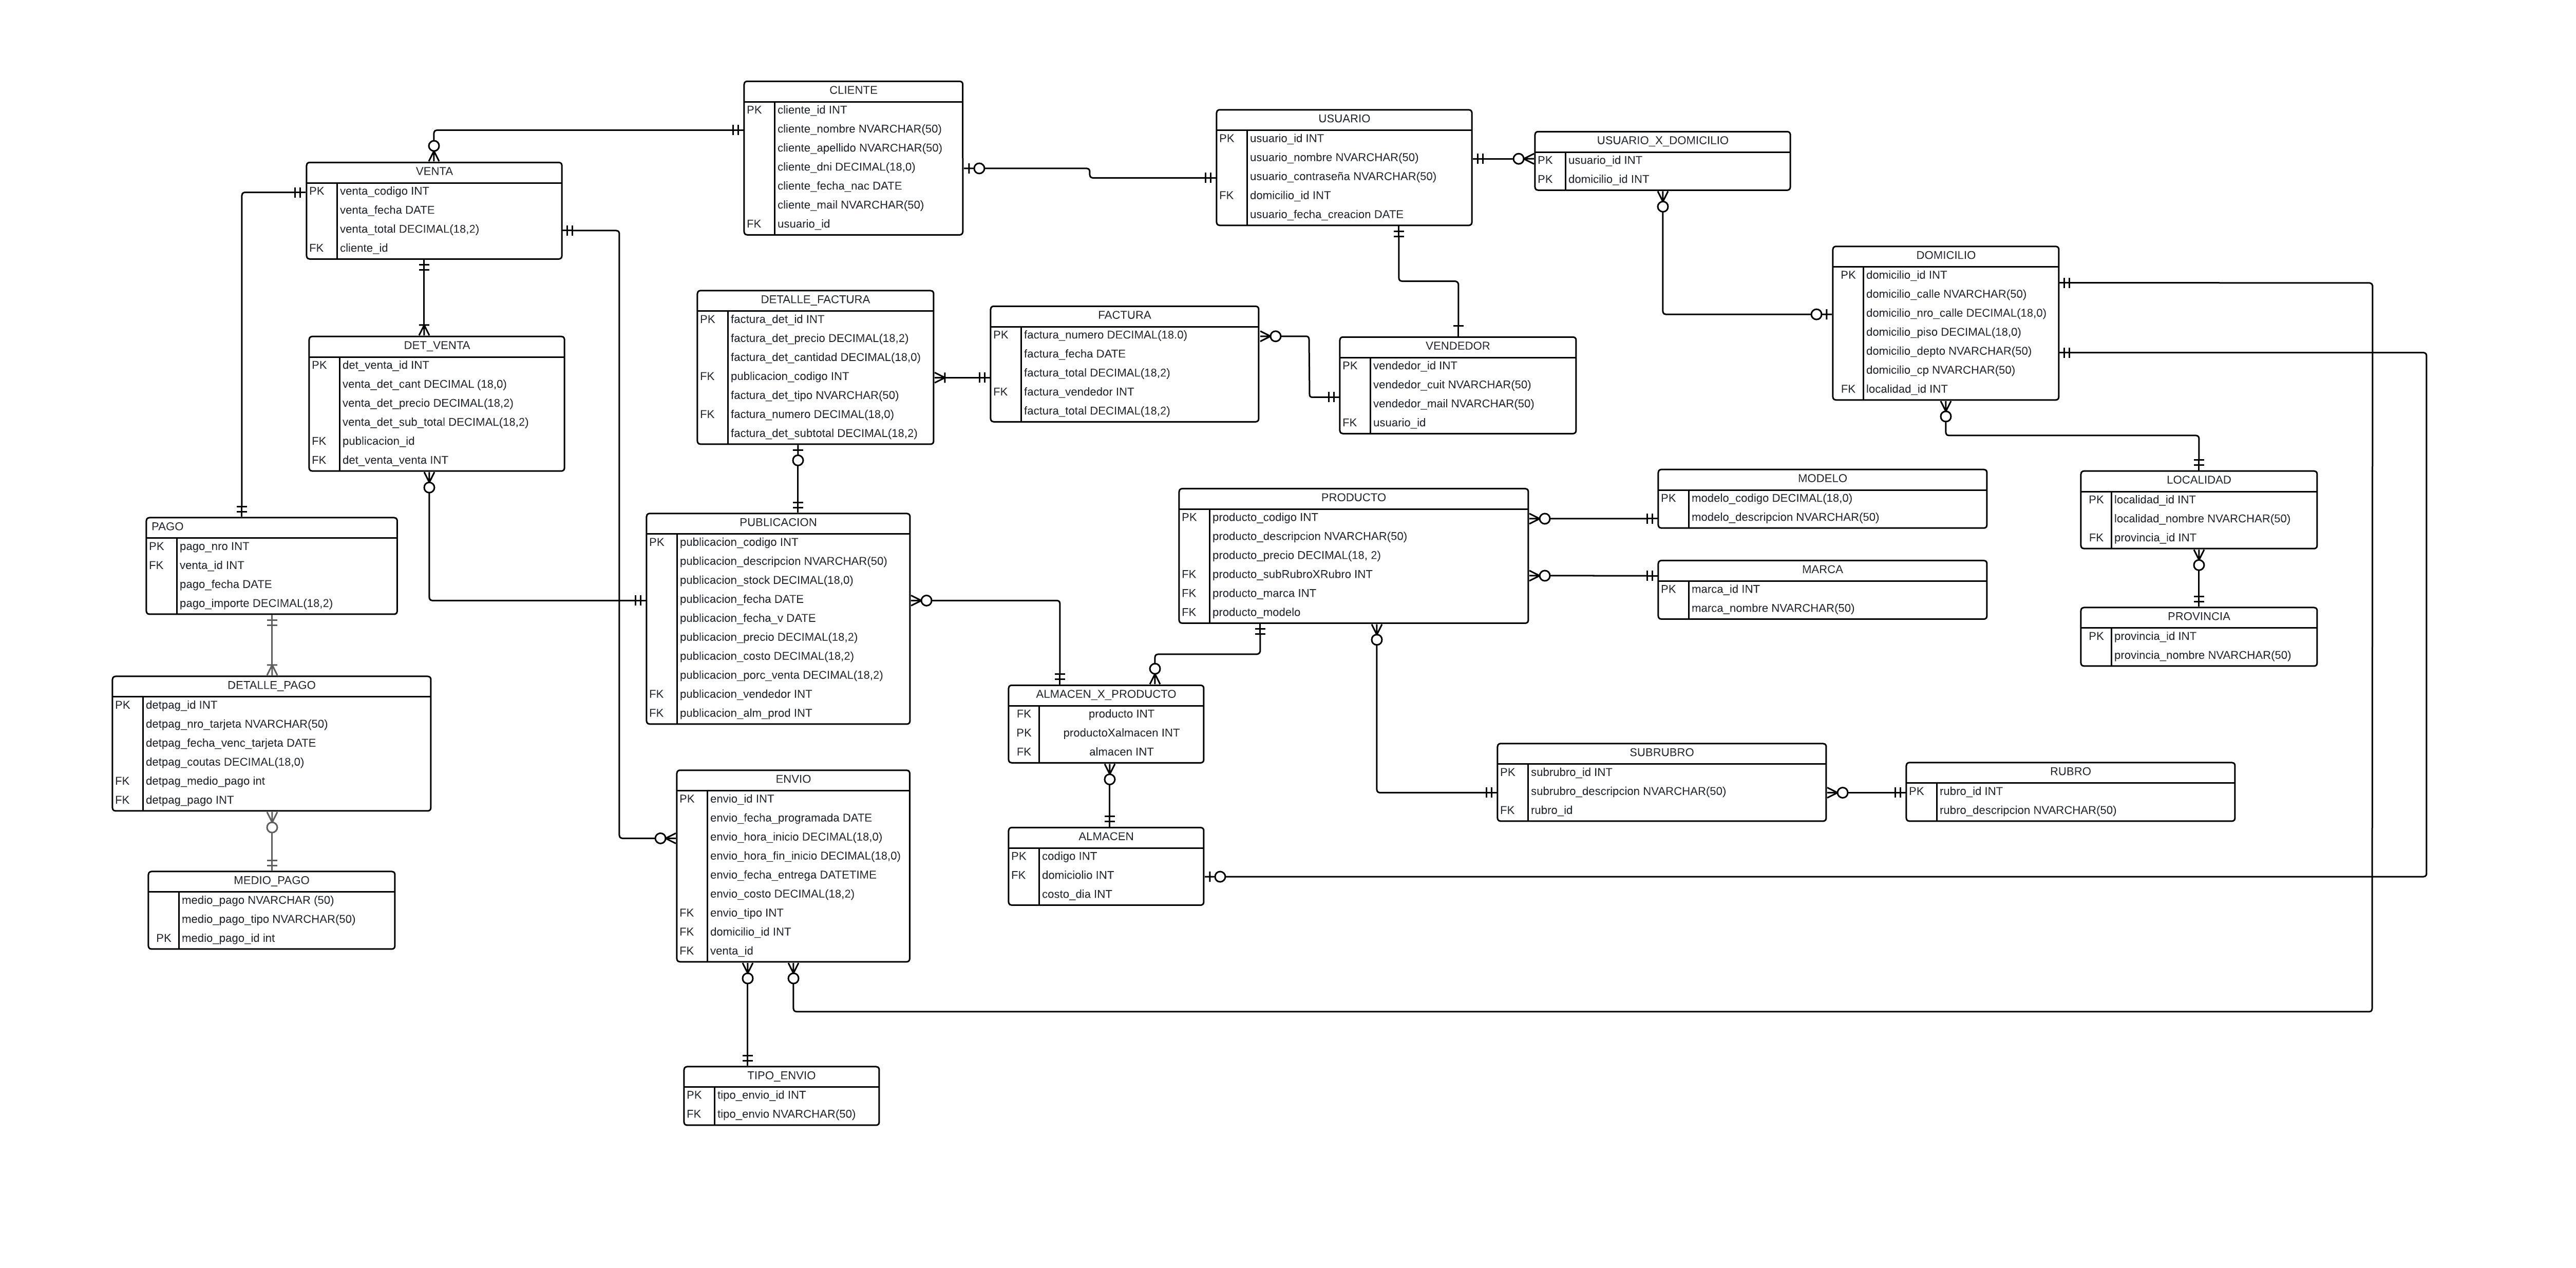 CLIENTE
PK cliente_id INT
cliente_nombre NVARCHAR(50)
cliente_apellido NVARCHAR(50)
cliente_dni DECIMAL(18,0)
cliente_fecha_nac DATE
cliente_mail NVARCHAR(50)
FK usuario_id
USUARIO
PK usuario_id INT
usuario_nombre NVARCHAR(50)
usuario_contraseña NVARCHAR(50)
FK domicilio_id INT
usuario_fecha_creacion DATE
USUARIO_X_DOMICILIO
PK usuario_id INT
PK domicilio_id INT
VENTA
PK venta_codigo INT
venta_fecha DATE
venta_total DECIMAL(18,2)
FK cliente_id
DOMICILIO
PK domicilio_id INT
domicilio_calle NVARCHAR(50)
domicilio_nro_calle DECIMAL(18,0)
domicilio_piso DECIMAL(18,0)
domicilio_depto NVARCHAR(50)
domicilio_cp NVARCHAR(50)
FK localidad_id INT
DETALLE_FACTURA
PK factura_det_id INT
factura_det_precio DECIMAL(18,2)
factura_det_cantidad DECIMAL(18,0)
FK publicacion_codigo INT
factura_det_tipo NVARCHAR(50)
FK factura_numero DECIMAL(18,0)
factura_det_subtotal DECIMAL(18,2)
FACTURA
PK factura_numero DECIMAL(18.0)
factura_fecha DATE
factura_total DECIMAL(18,2)
FK factura_vendedor INT
factura_total DECIMAL(18,2)
VENDEDOR
PK vendedor_id INT
vendedor_cuit NVARCHAR(50)
vendedor_mail NVARCHAR(50)
FK usuario_id
DET_VENTA
PK det_venta_id INT
venta_det_cant DECIMAL (18,0)
venta_det_precio DECIMAL(18,2)
venta_det_sub_total DECIMAL(18,2)
FK publicacion_id
FK det_venta_venta INT
MODELO
PK modelo_codigo DECIMAL(18,0)
modelo_descripcion NVARCHAR(50)
LOCALIDAD
PK localidad_id INT
localidad_nombre NVARCHAR(50)
FK provincia_id INT
PRODUCTO
PK producto_codigo INT
producto_descripcion NVARCHAR(50)
producto_precio DECIMAL(18, 2)
FK producto_subRubroXRubro INT
FK producto_marca INT
FK producto_modelo
PUBLICACION
PK publicacion_codigo INT
publicacion_descripcion NVARCHAR(50)
publicacion_stock DECIMAL(18,0)
publicacion_fecha DATE
publicacion_fecha_v DATE
publicacion_precio DECIMAL(18,2)
publicacion_costo DECIMAL(18,2)
publicacion_porc_venta DECIMAL(18,2)
FK publicacion_vendedor INT
FK publicacion_alm_prod INT
PAGO
PK pago_nro INT
FK venta_id INT
pago_fecha DATE
pago_importe DECIMAL(18,2)
MARCA
PK marca_id INT
marca_nombre NVARCHAR(50)
PROVINCIA
PK provincia_id INT
provincia_nombre NVARCHAR(50)
DETALLE_PAGO
PK detpag_id INT
detpag_nro_tarjeta NVARCHAR(50)
detpag_fecha_venc_tarjeta DATE
detpag_coutas DECIMAL(18,0)
FK detpag_medio_pago int
FK detpag_pago INT
ALMACEN_X_PRODUCTO
FK producto INT
PK productoXalmacen INT
FK almacen INT
SUBRUBRO
PK subrubro_id INT
subrubro_descripcion NVARCHAR(50)
FK rubro_id
RUBRO
PK rubro_id INT
rubro_descripcion NVARCHAR(50)
ENVIO
PK envio_id INT
envio_fecha_programada DATE
envio_hora_inicio DECIMAL(18,0)
envio_hora_fin_inicio DECIMAL(18,0)
envio_fecha_entrega DATETIME
envio_costo DECIMAL(18,2)
FK envio_tipo INT
FK domicilio_id INT
FK venta_id
ALMACEN
PK codigo INT
FK domiciolio INT
costo_dia INT
MEDIO_PAGO
medio_pago NVARCHAR (50)
medio_pago_tipo NVARCHAR(50)
PK medio_pago_id int
TIPO_ENVIO
PK tipo_envio_id INT
FK tipo_envio NVARCHAR(50)